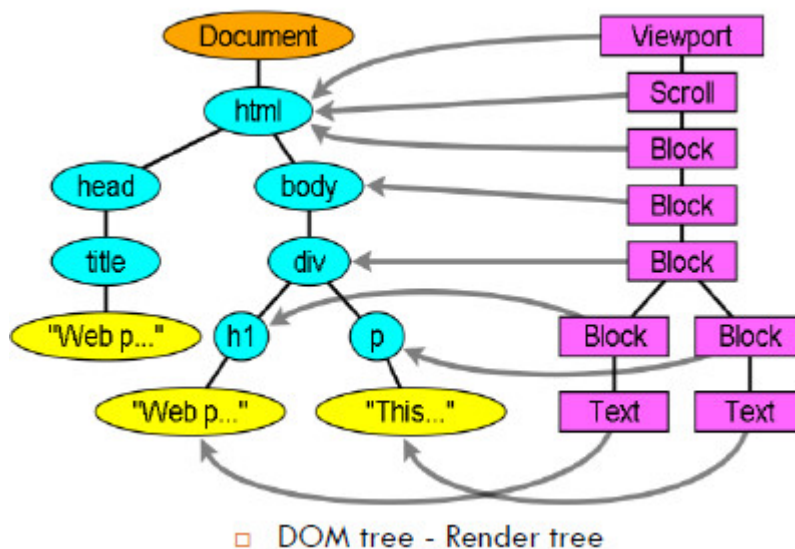 Document
Viewport
html
Scroll
Block
head
body
Block
title
div
Block
"Web p..."
h1
p
Block
Block
"Web p..."
"This..."
Text
Text
DOM tree - Render tree